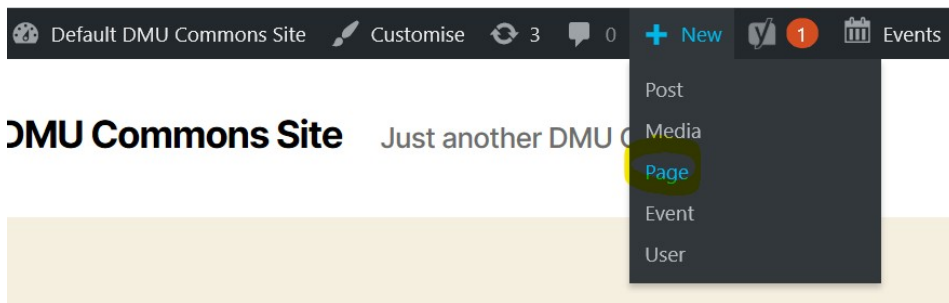 Default DMU Commons Site Customise 3 0 + New 1 Events
Post
DMU Commons Site Just another DMU C
Media
Page
Event
User